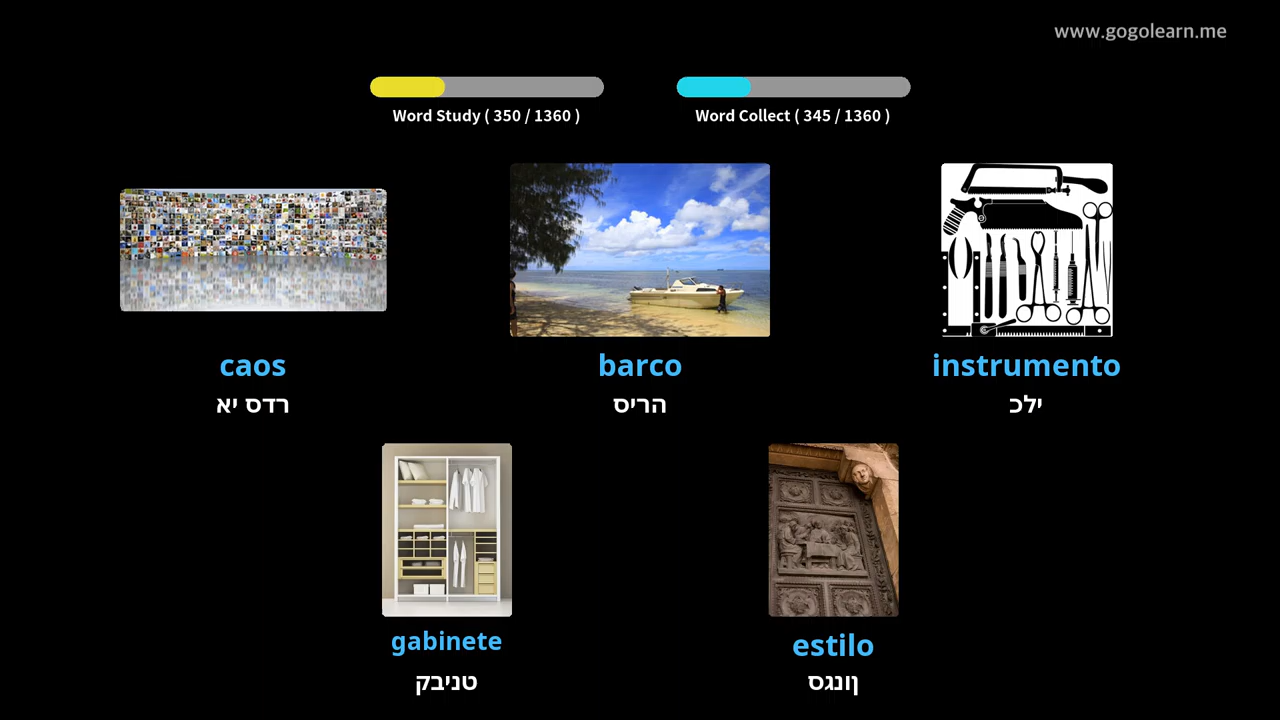 www.gogolearn.me
Word Study ( 350 / 1360 )
Word Collect ( 345 / 1360 )
caos
רדס יא
barco
הריס
instrumento
ילכ
gabinete
טניבק
estilo
ןונגס